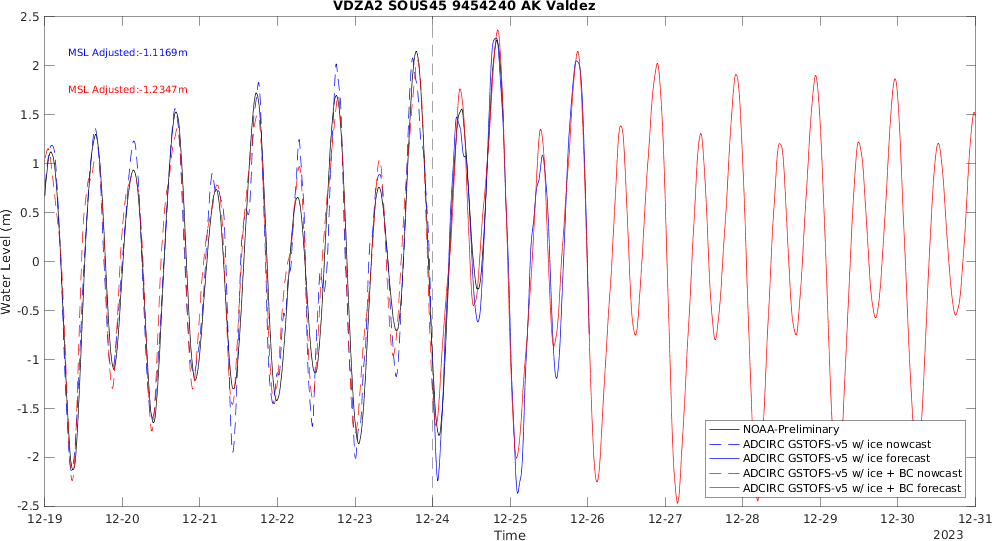 VDZA2 SOUS45 9454240 AK Valdez
MSL Adjusted:-1.1169m
MSL Adjusted:-1.2347m
Water Level (m)
2.5
2
1.5
1
0.5
0
-0.5
-1
-1.5
-2
-2.5
NOAA-Preliminary
ADCIRC GSTOFS-v5 w/ ice nowcast
ADCIRC GSTOFS-v5 w/ ice forecast
ADCIRC GSTOFS-v5 w/ice + BC nowcast
ADCIRC GSTOFS-v5 w/ice + BC forecast
12-19 12-20 12-21 12-22 12-23 12-24 12-25 12-26 12-27 12-28 12-29 12-30 12-31
Time
2023